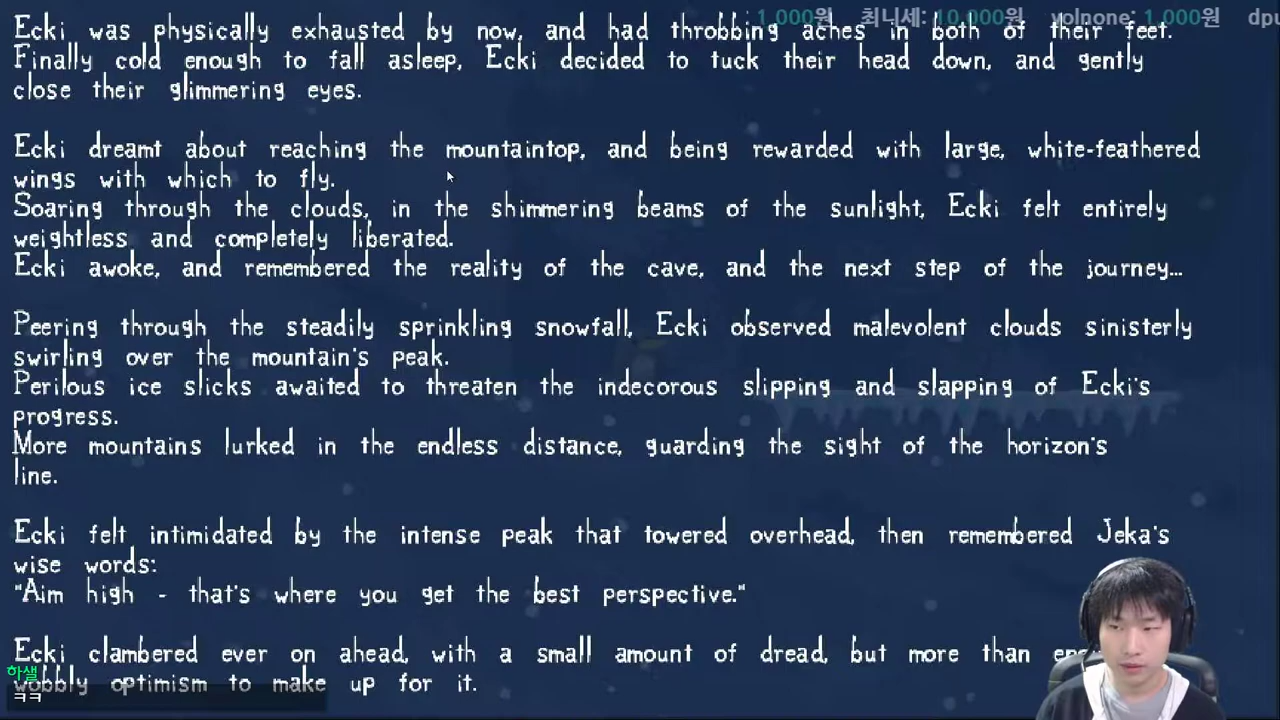 1,000원 최니세: 10,000원 volnone: 1,000원 dpu
Ecki was physically exhausted by now, and had throbbing aches in both of their feet.
Finally cold enough to fall asleep, Ecki decided to tuck their head down, and gently
close their glimmering eyes.
Ecki dreamt about reaching the mountaintop, and being rewarded with large, white-feathered
wings with which to fly.
Soaring through the clouds, in the shimmering beams of the sunlight, Ecki felt entirely
weightless and completely liberated.
Ecki awoke, and remembered the reality of the cave, and the next step of the journey...
Peering through the steadily sprinkling snowfall, Ecki observed malevolent clouds sinisterly
swirling over the mountain's peak.
Perilous ice slicks awaited to threaten the indecorous slipping and slapping of Ecki's
progress.
More mountains lurked in the endless distance, guarding the sight of the horizon's
line.
Ecki felt intimidated by the intense peak that towered overhead, then remembered Jeka's
wise words:
"Aim high - that's where you get the best perspective."
Ecki clambered ever on ahead, with a small amount of dread, but more than
wobbly optimism to make up for it.
하샐
ㅋㅋ